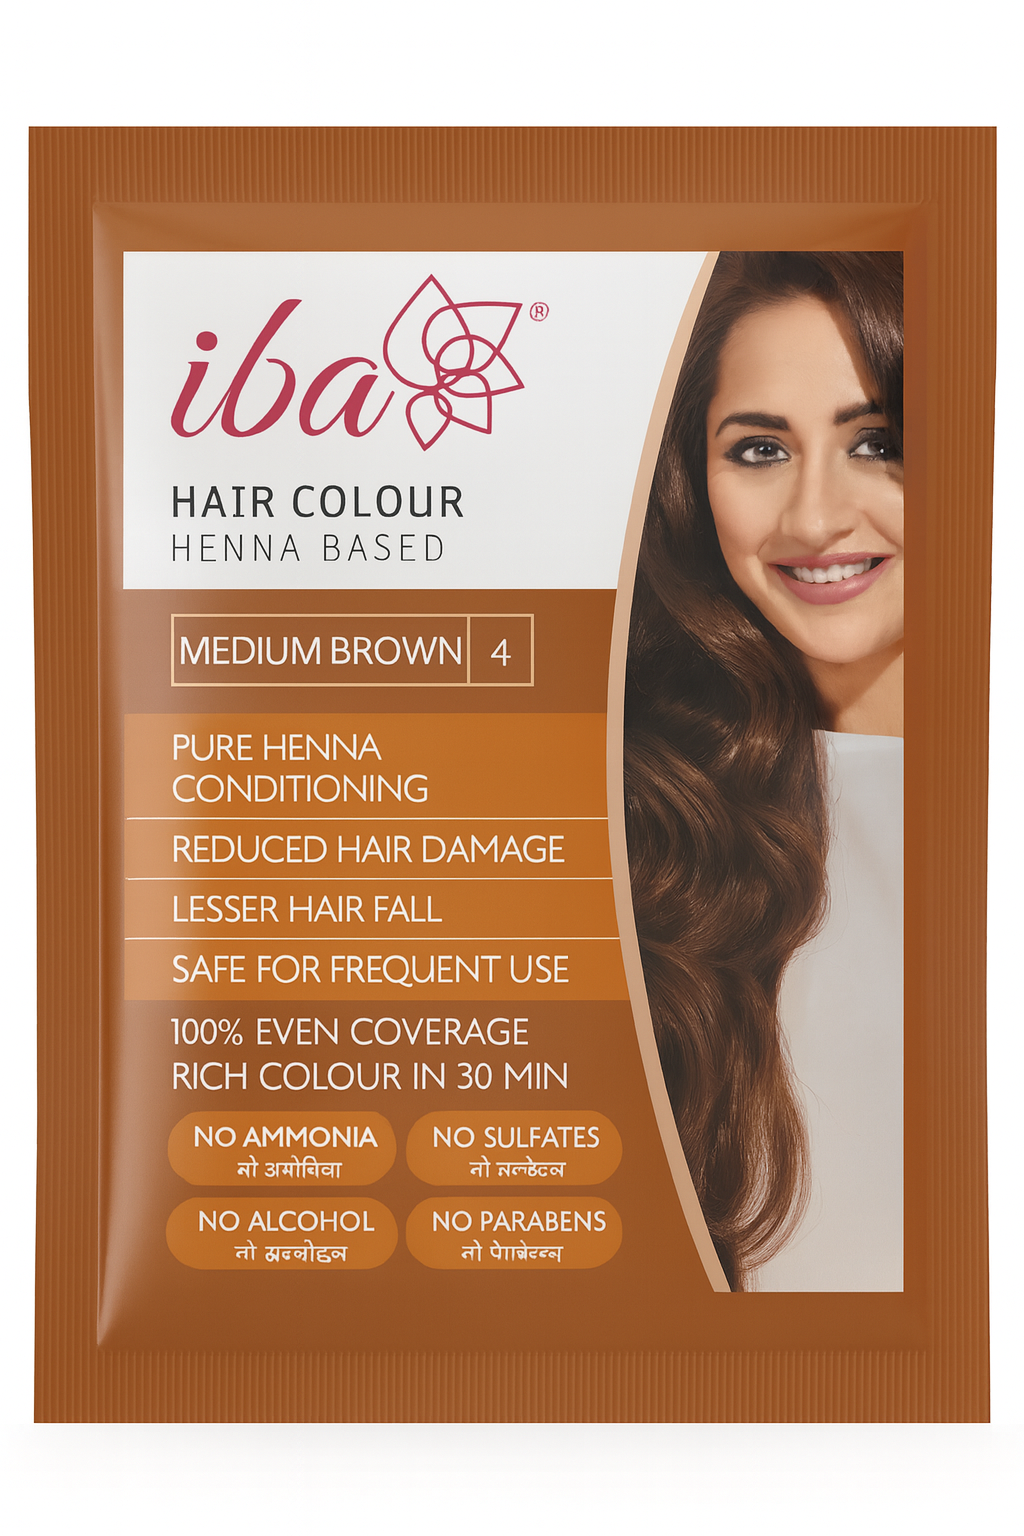 iba®
HAIR COLOUR
HENNA BASED
MEDIUM BROWN 4
PURE HENNA
CONDITIONING
REDUCED HAIR DAMAGE
LESSER HAIR FALL
SAFE FOR FREQUENT USE
100% EVEN COVERAGE
RICH COLOUR IN 30 MIN
NO AMMONIA
नो
NO SULFATES
नो
NO ALCOHOL
नो
NO PARABENS
नो